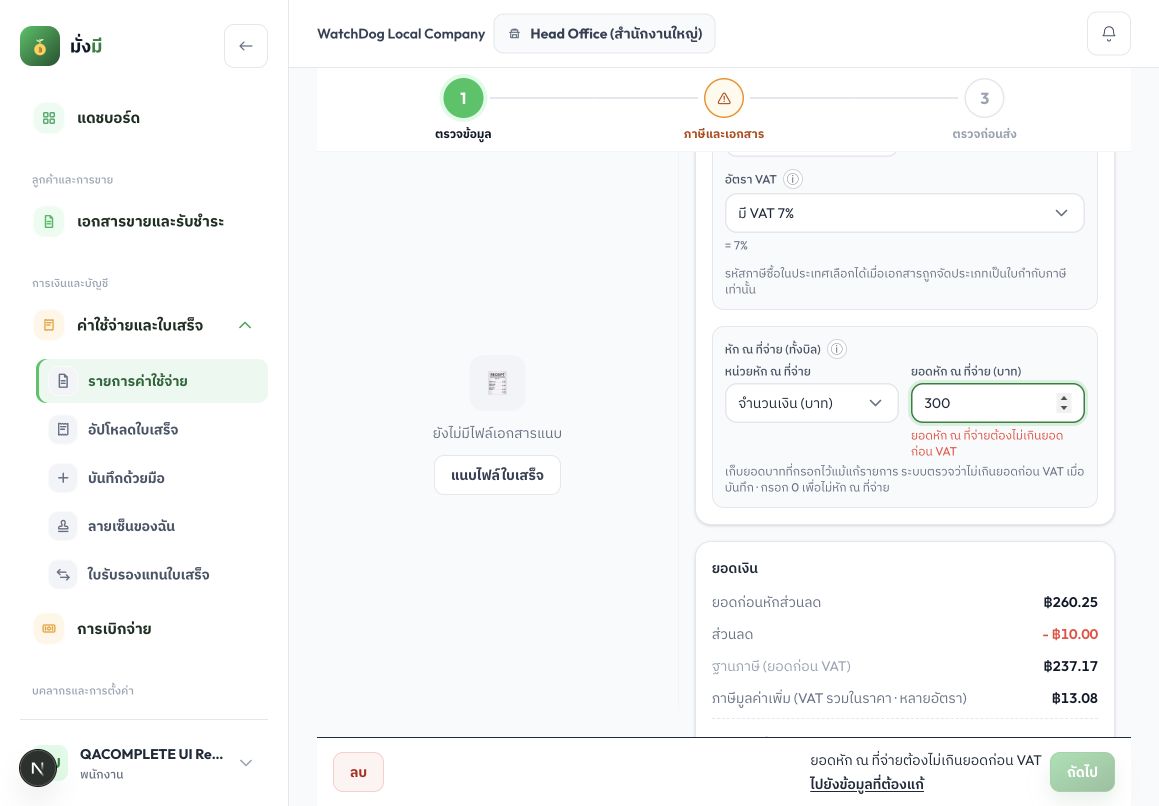 มั่งมี
แดชบอร์ด
ลูกค้าและการขาย
เอกสารขายและรับชำระ
การเงินและบัญชี
ค่าใช้จ่ายและใบเสร็จ
รายการค่าใช้จ่าย
อัปโหลดใบเสร็จ
บันทึกด้วยมือ
ลายเซ็นของฉัน
ใบรับรองแทนใบเสร็จ
การเบิกจ่าย
บุคลากรและการตั้งค่า
N
QACOMPLETE UI Re...
พนักงาน
WatchDog Local Company
Head Office (สำนักงานใหญ่)
1
3
ตรวจข้อมูล
ภาษีและเอกสาร
ตรวจก่อนส่ง
RECEIPT
ยังไม่มีไฟล์เอกสารแนบ
แนบไฟล์ใบเสร็จ
อัตรา VAT
มี VAT 7%
= 7%
รหัสภาษีซื้อในประเทศเลือกได้เมื่อเอกสารถูกจัดประเภทเป็นใบกำกับภาษี
เท่านั้น
หัก ณ ที่จ่าย (ทั้งบิล)
หน่วยหัก ณ ที่จ่าย
ยอดหัก ณ ที่จ่าย (บาท)
จำนวนเงิน (บาท)
300
ยอดหัก ณ ที่จ่ายต้องไม่เกินยอด
ก่อน VAT
เก็บยอดบาทที่กรอกไว้แม้แก้รายการ ระบบตรวจว่าไม่เกินยอดก่อน VAT เมื่อ
บันทึก · กรอก 0 เพื่อไม่หัก ณ ที่จ่าย
ยอดเงิน
ยอดก่อนหักส่วนลด ฿260.25
ส่วนลด - ฿10.00
ฐานภาษี (ยอดก่อน VAT) ฿237.17
ภาษีมูลค่าเพิ่ม (VAT รวมในราคา · หลายอัตรา) ฿13.08
ลบ
ยอดหัก ณ ที่จ่ายต้องไม่เกินยอดก่อน VAT
ไปยังข้อมูลที่ต้องแก้
ถัดไป